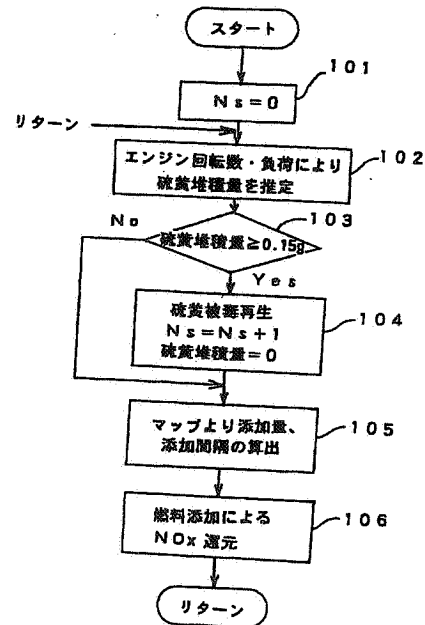 スタート
101
Ns=0
リターン
エンジン回転数・負荷により
硫黄堆積量を推定
102
103
No
硫黄堆積量≧0.15g
Yes
硫黄被毒再生
Ns=Ns+1
硫黄堆積量=0
104
マップより添加量、
添加間隔の算出
105
燃料添加による
NOx 還元
106
リターン